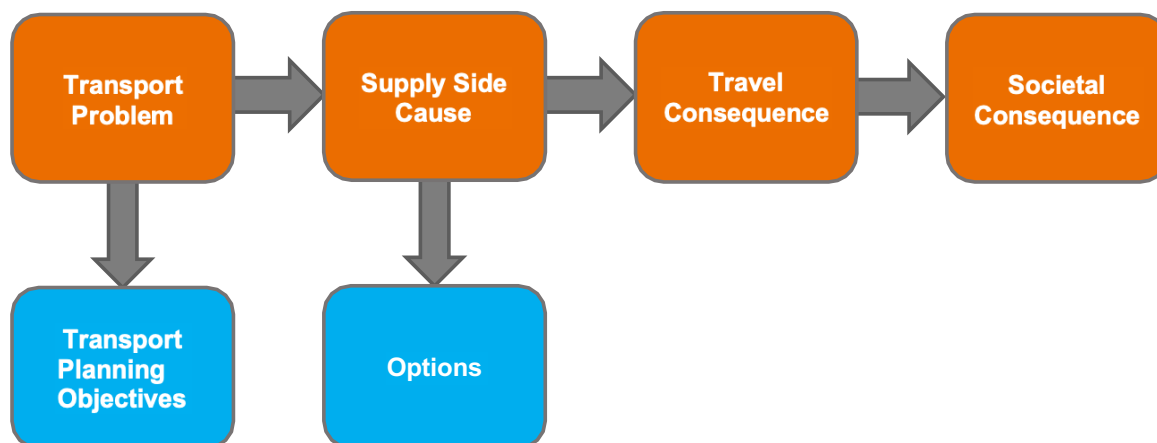 Transport
Problem
Supply Side
Cause
Travel
Consequence
Societal
Consequence
Transport
Planning
Objectives
Options